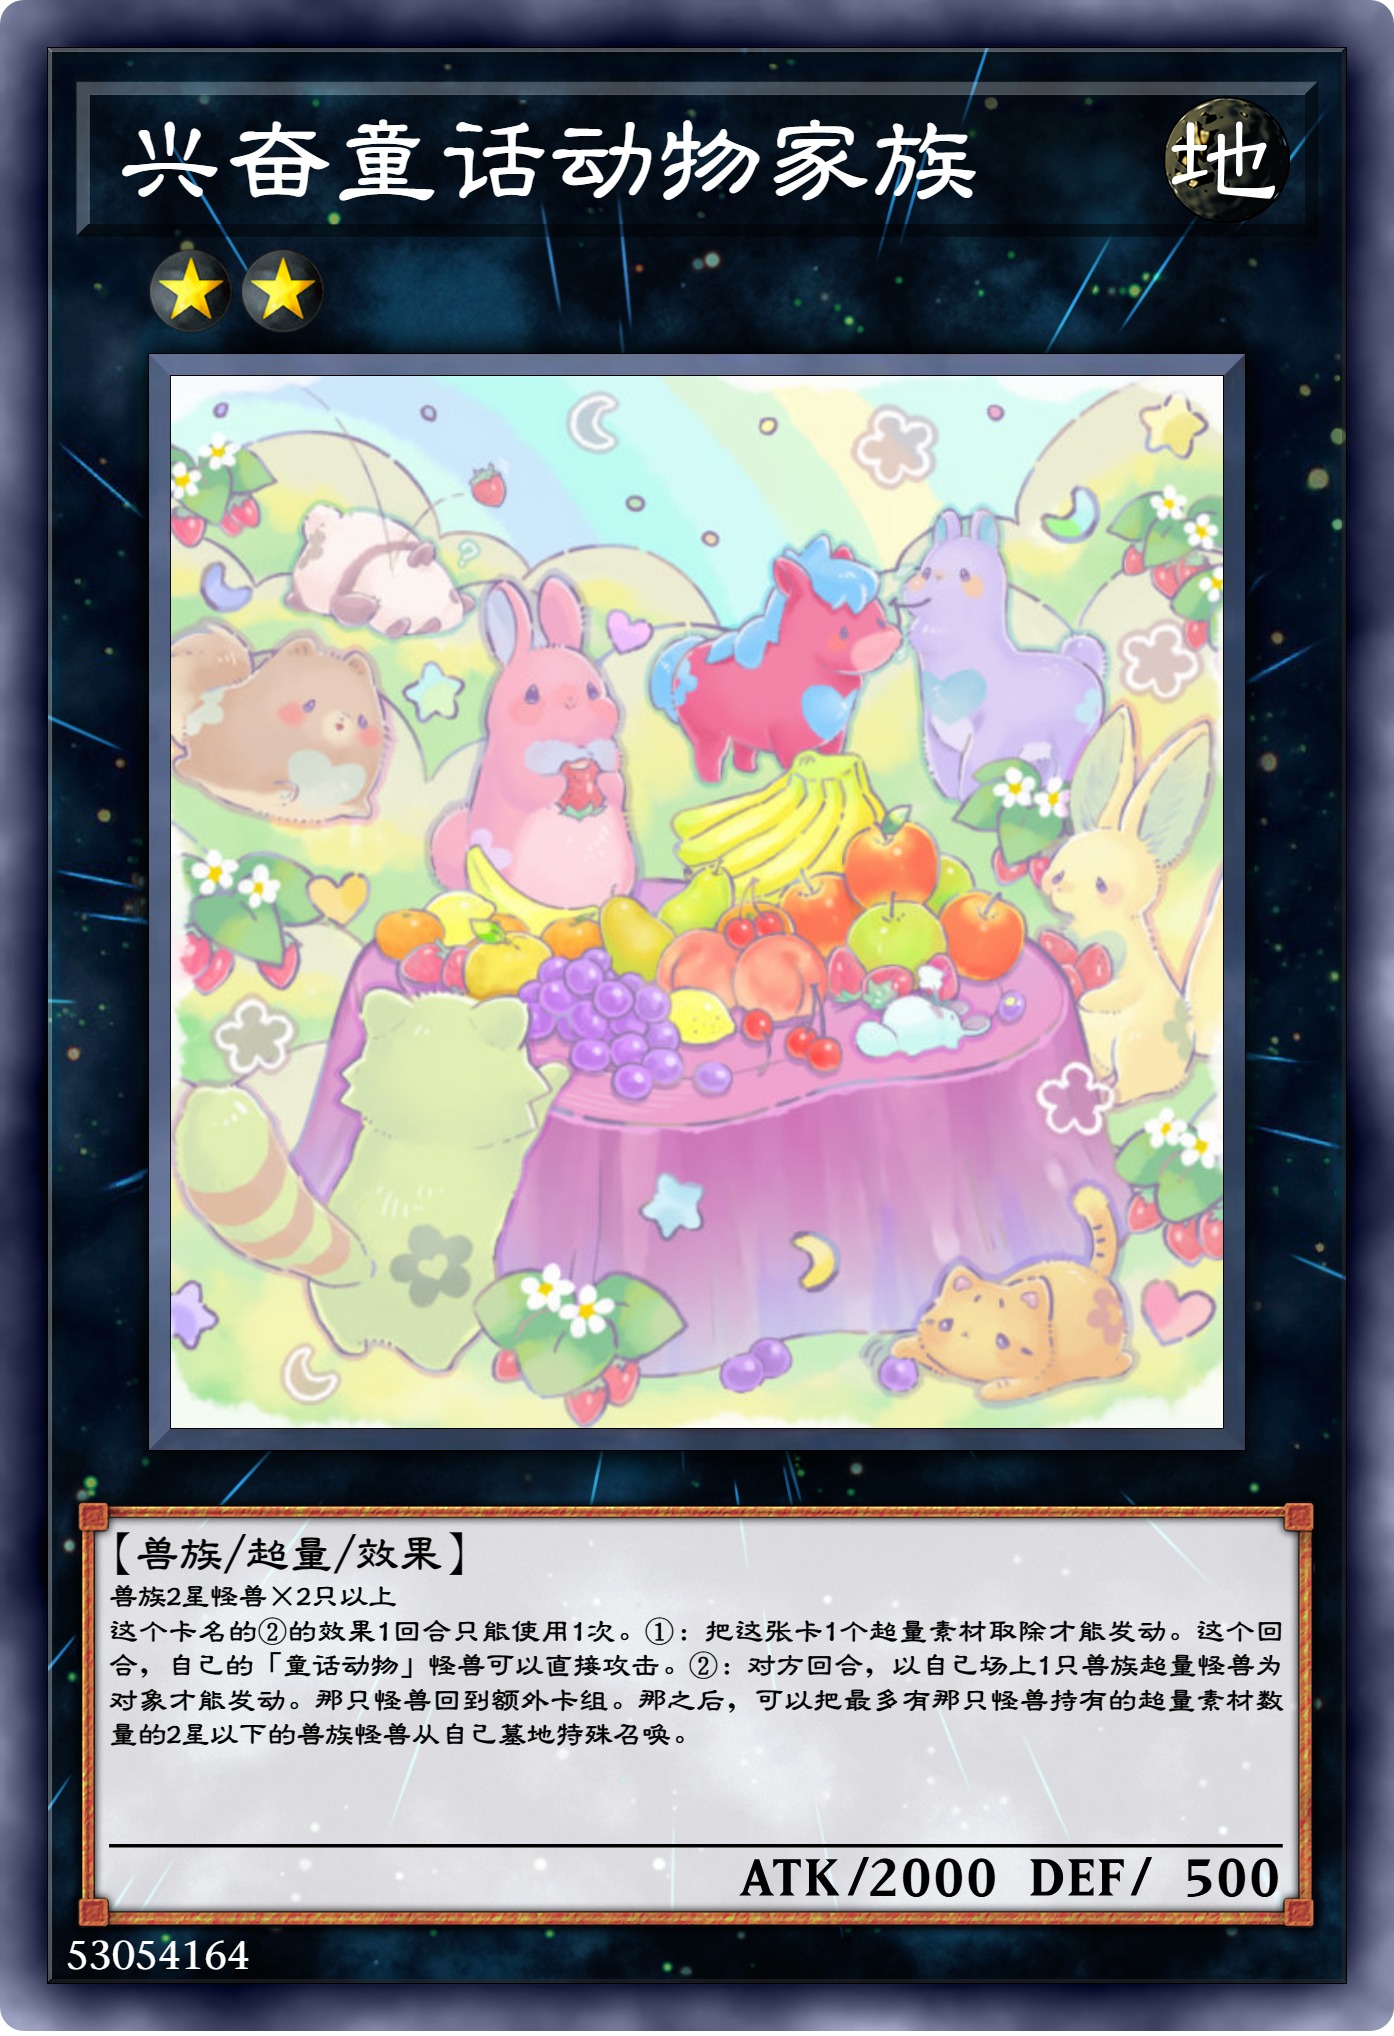 兴奋童话动物家族
地
【兽族/超量/效果】
兽族2星怪兽×2只以上
这个卡名的②的效果1回合只能使用1次。①：把这张卡1个超量素材取除才能发动。这个回
合，自己的「童话动物」怪兽可以直接攻击。②：对方回合，以自己场上1只兽族超量怪兽为
对象才能发动。那只怪兽回到额外卡组。那之后，可以把最多有那只怪兽持有的超量素材数
量的2星以下的兽族怪兽从自己墓地特殊召唤。
ATK/2000 DEF/ 500
53054164